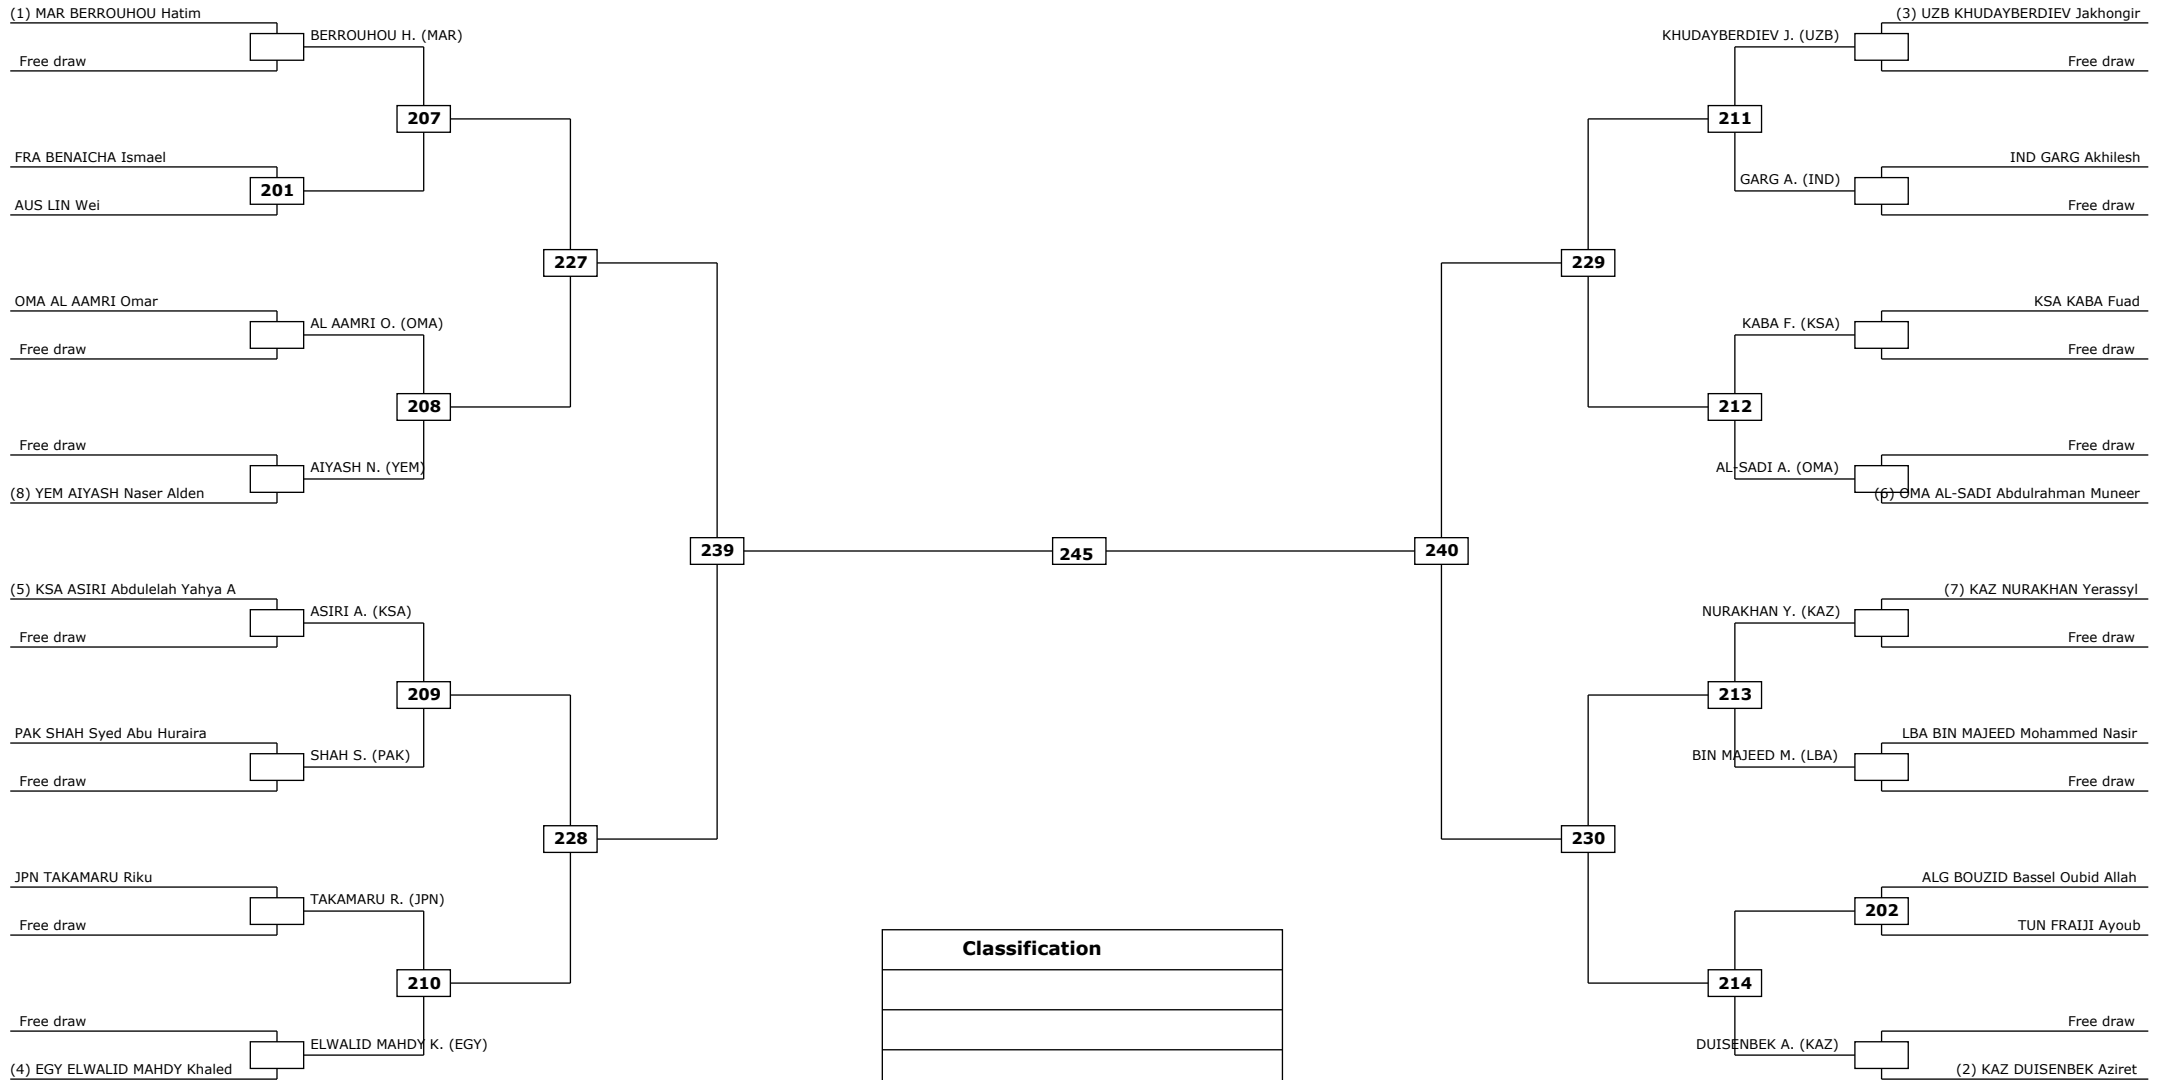 (1) MAR BERROUHOU Hatim
BERROUHOU H. (MAR)
Free draw
207
FRA BENAICHA Ismael
201
AUS LIN Wei
227
OMA AL AAMRI Omar
AL AAMRI O. (OMA)
Free draw
208
Free draw
AIYASH N. (YEM)
(8) YEM AIYASH Naser Alden
239
(5) KSA ASIRI Abdulelah Yahya A
ASIRI A. (KSA)
Free draw
209
PAK SHAH Syed Abu Huraira
SHAH S. (PAK)
Free draw
228
JPN TAKAMARU Riku
TAKAMARU R. (JPN)
Free draw
210
Free draw
ELWALID MAHDY K. (EGY)
(4) EGY ELWALID MAHDY Khaled
245
Classification
(3) UZB KHUDAYBERDIEV Jakhongir
KHUDAYBERDIEV J. (UZB)
Free draw
211
IND GARG Akhilesh
GARG A. (IND)
Free draw
229
KSA KABA Fuad
KABA F. (KSA)
Free draw
212
Free draw
AL-SADI A. (OMA)
(6) OMA AL-SADI Abdulrahman Muneer
240
(7) KAZ NURAKHAN Yerassyl
NURAKHAN Y. (KAZ)
Free draw
213
LBA BIN MAJEED Mohammed Nasir
BIN MAJEED M. (LBA)
Free draw
230
ALG BOUZID Bassel Oubid Allah
202
TUN FRAIJI Ayoub
214
Free draw
DUISENBEK A. (KAZ)
(2) KAZ DUISENBEK Aziret